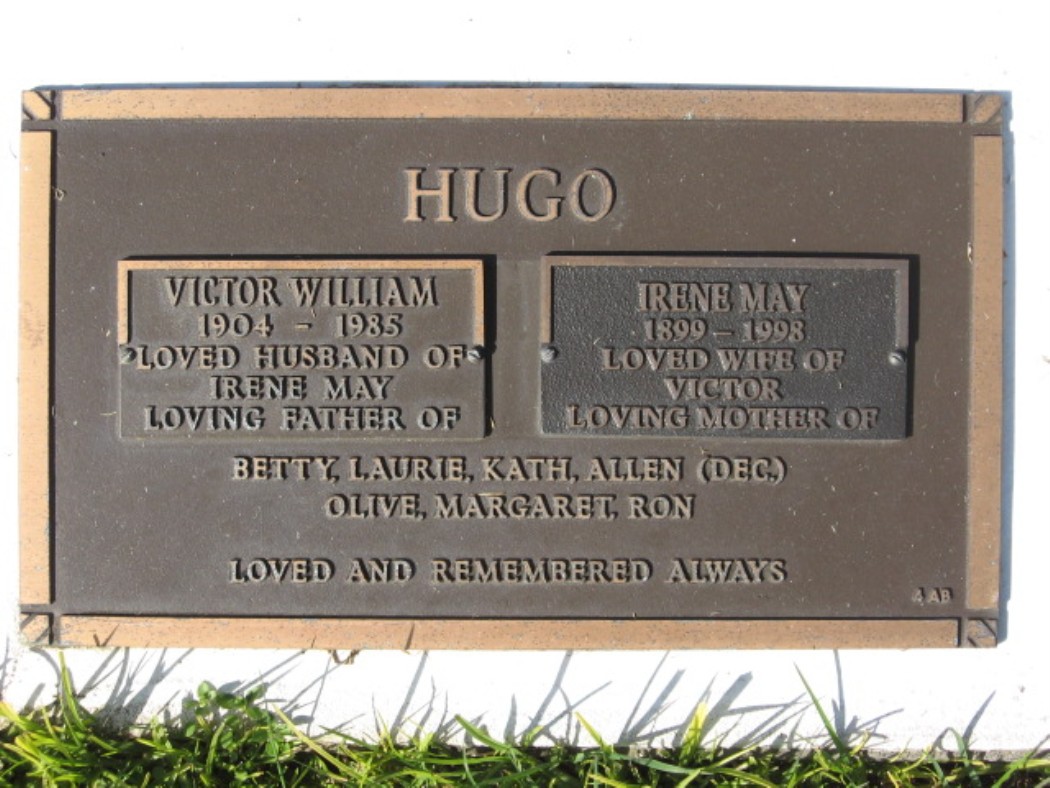 HUGO
VICTOR WILLIAM
1904 - 1985
LOVED HUSBAND OF
IRENE MAY
LOVING FATHER OF
IRENE MAY
1899 – 1998
LOVED WIFE OF
VICTOR
LOVING MOTHER OF
BETTY, LAURIE, KATH, ALLEN (DEC.)
OLIVE, MARGARET, RON
LOVED AND REMEMBERED ALWAYS
4 AB